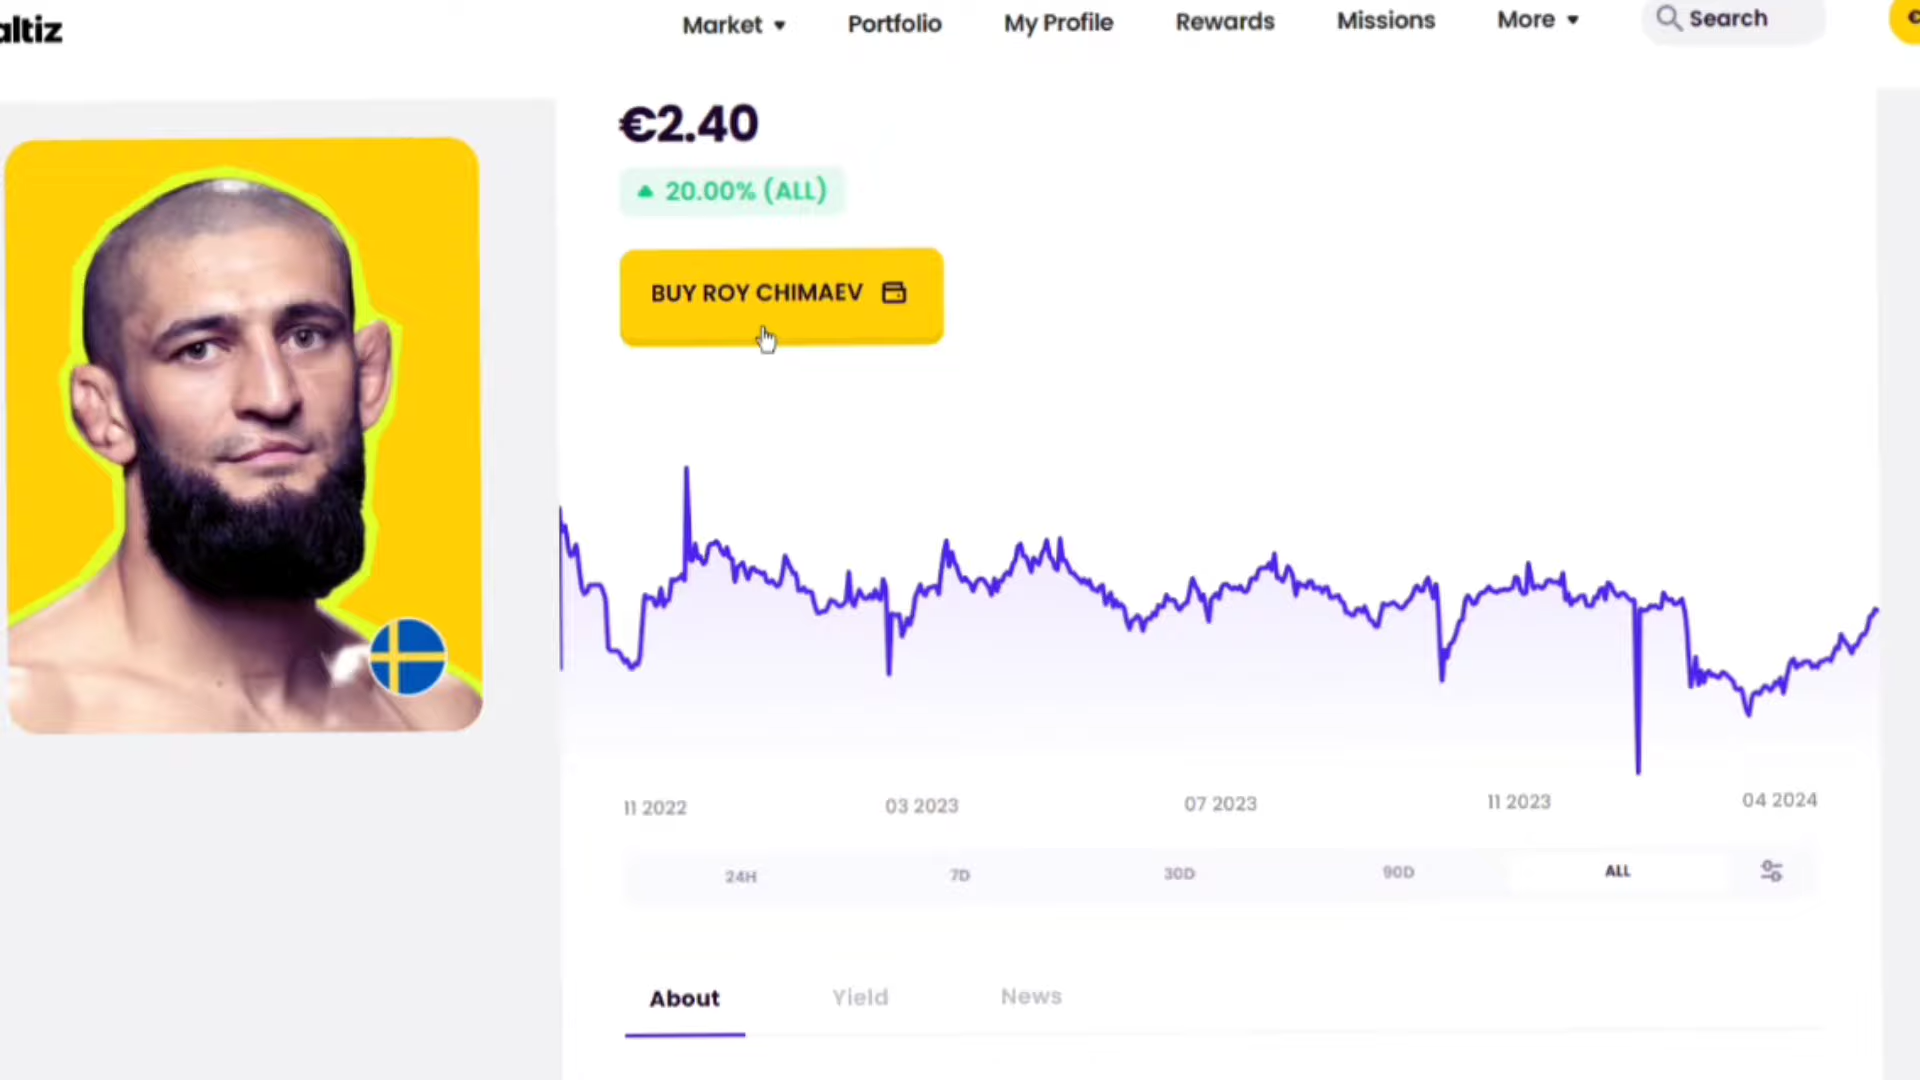 altiz
Market
Portfolio
My Profile
Rewards
Missions
More
Search
€
€2.40
20.00% (ALL)
BUY ROY CHIMAEV
11 2022
03 2023
07 2023
11 2023
04 2024
24H
7D
30D
90D
ALL
About
Yield
News